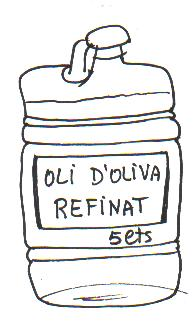 OLI D'OLIVA
REFINAT
5ets